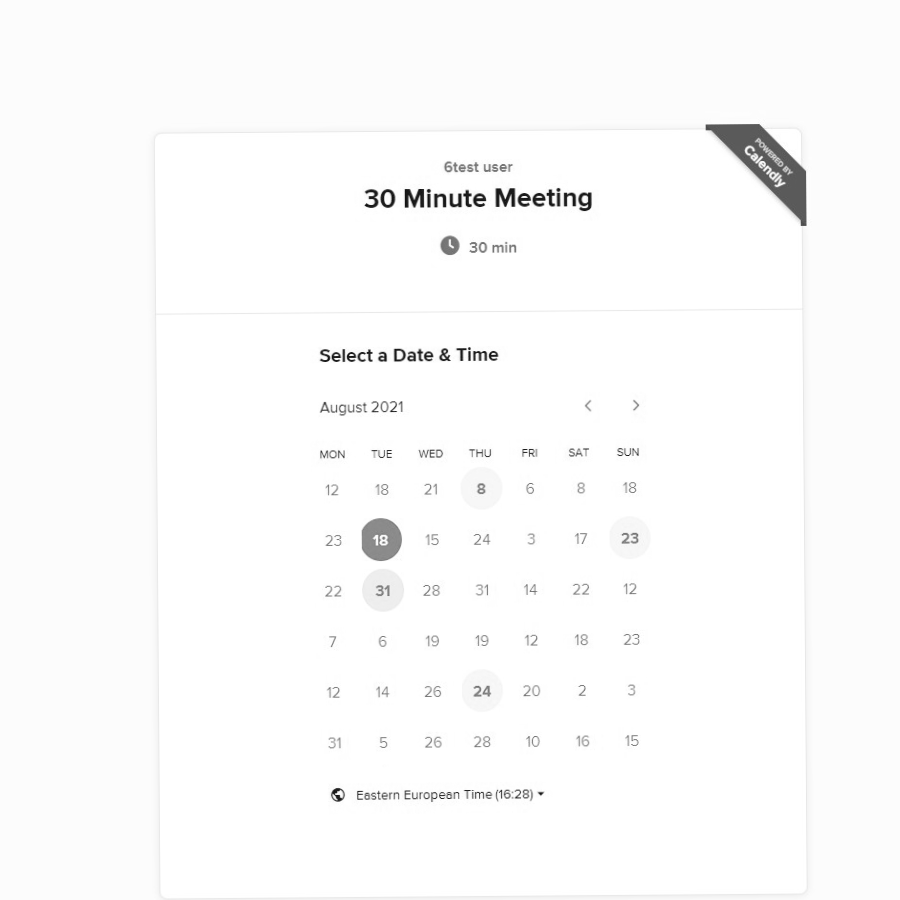 POWERED BY
Calendly
6test user
30 Minute Meeting
30 min
Select a Date & Time
August 2021
MON TUE WED THU FRI SAT SUN
12 18 21 8 6 8 18
23 18 15 24 3 17 23
22 31 28 31 14 22 12
7 6 19 19 12 18 23
12 14 26 24 20 2 3
31 5 26 28 10 16 15
Eastern European Time (16:28)